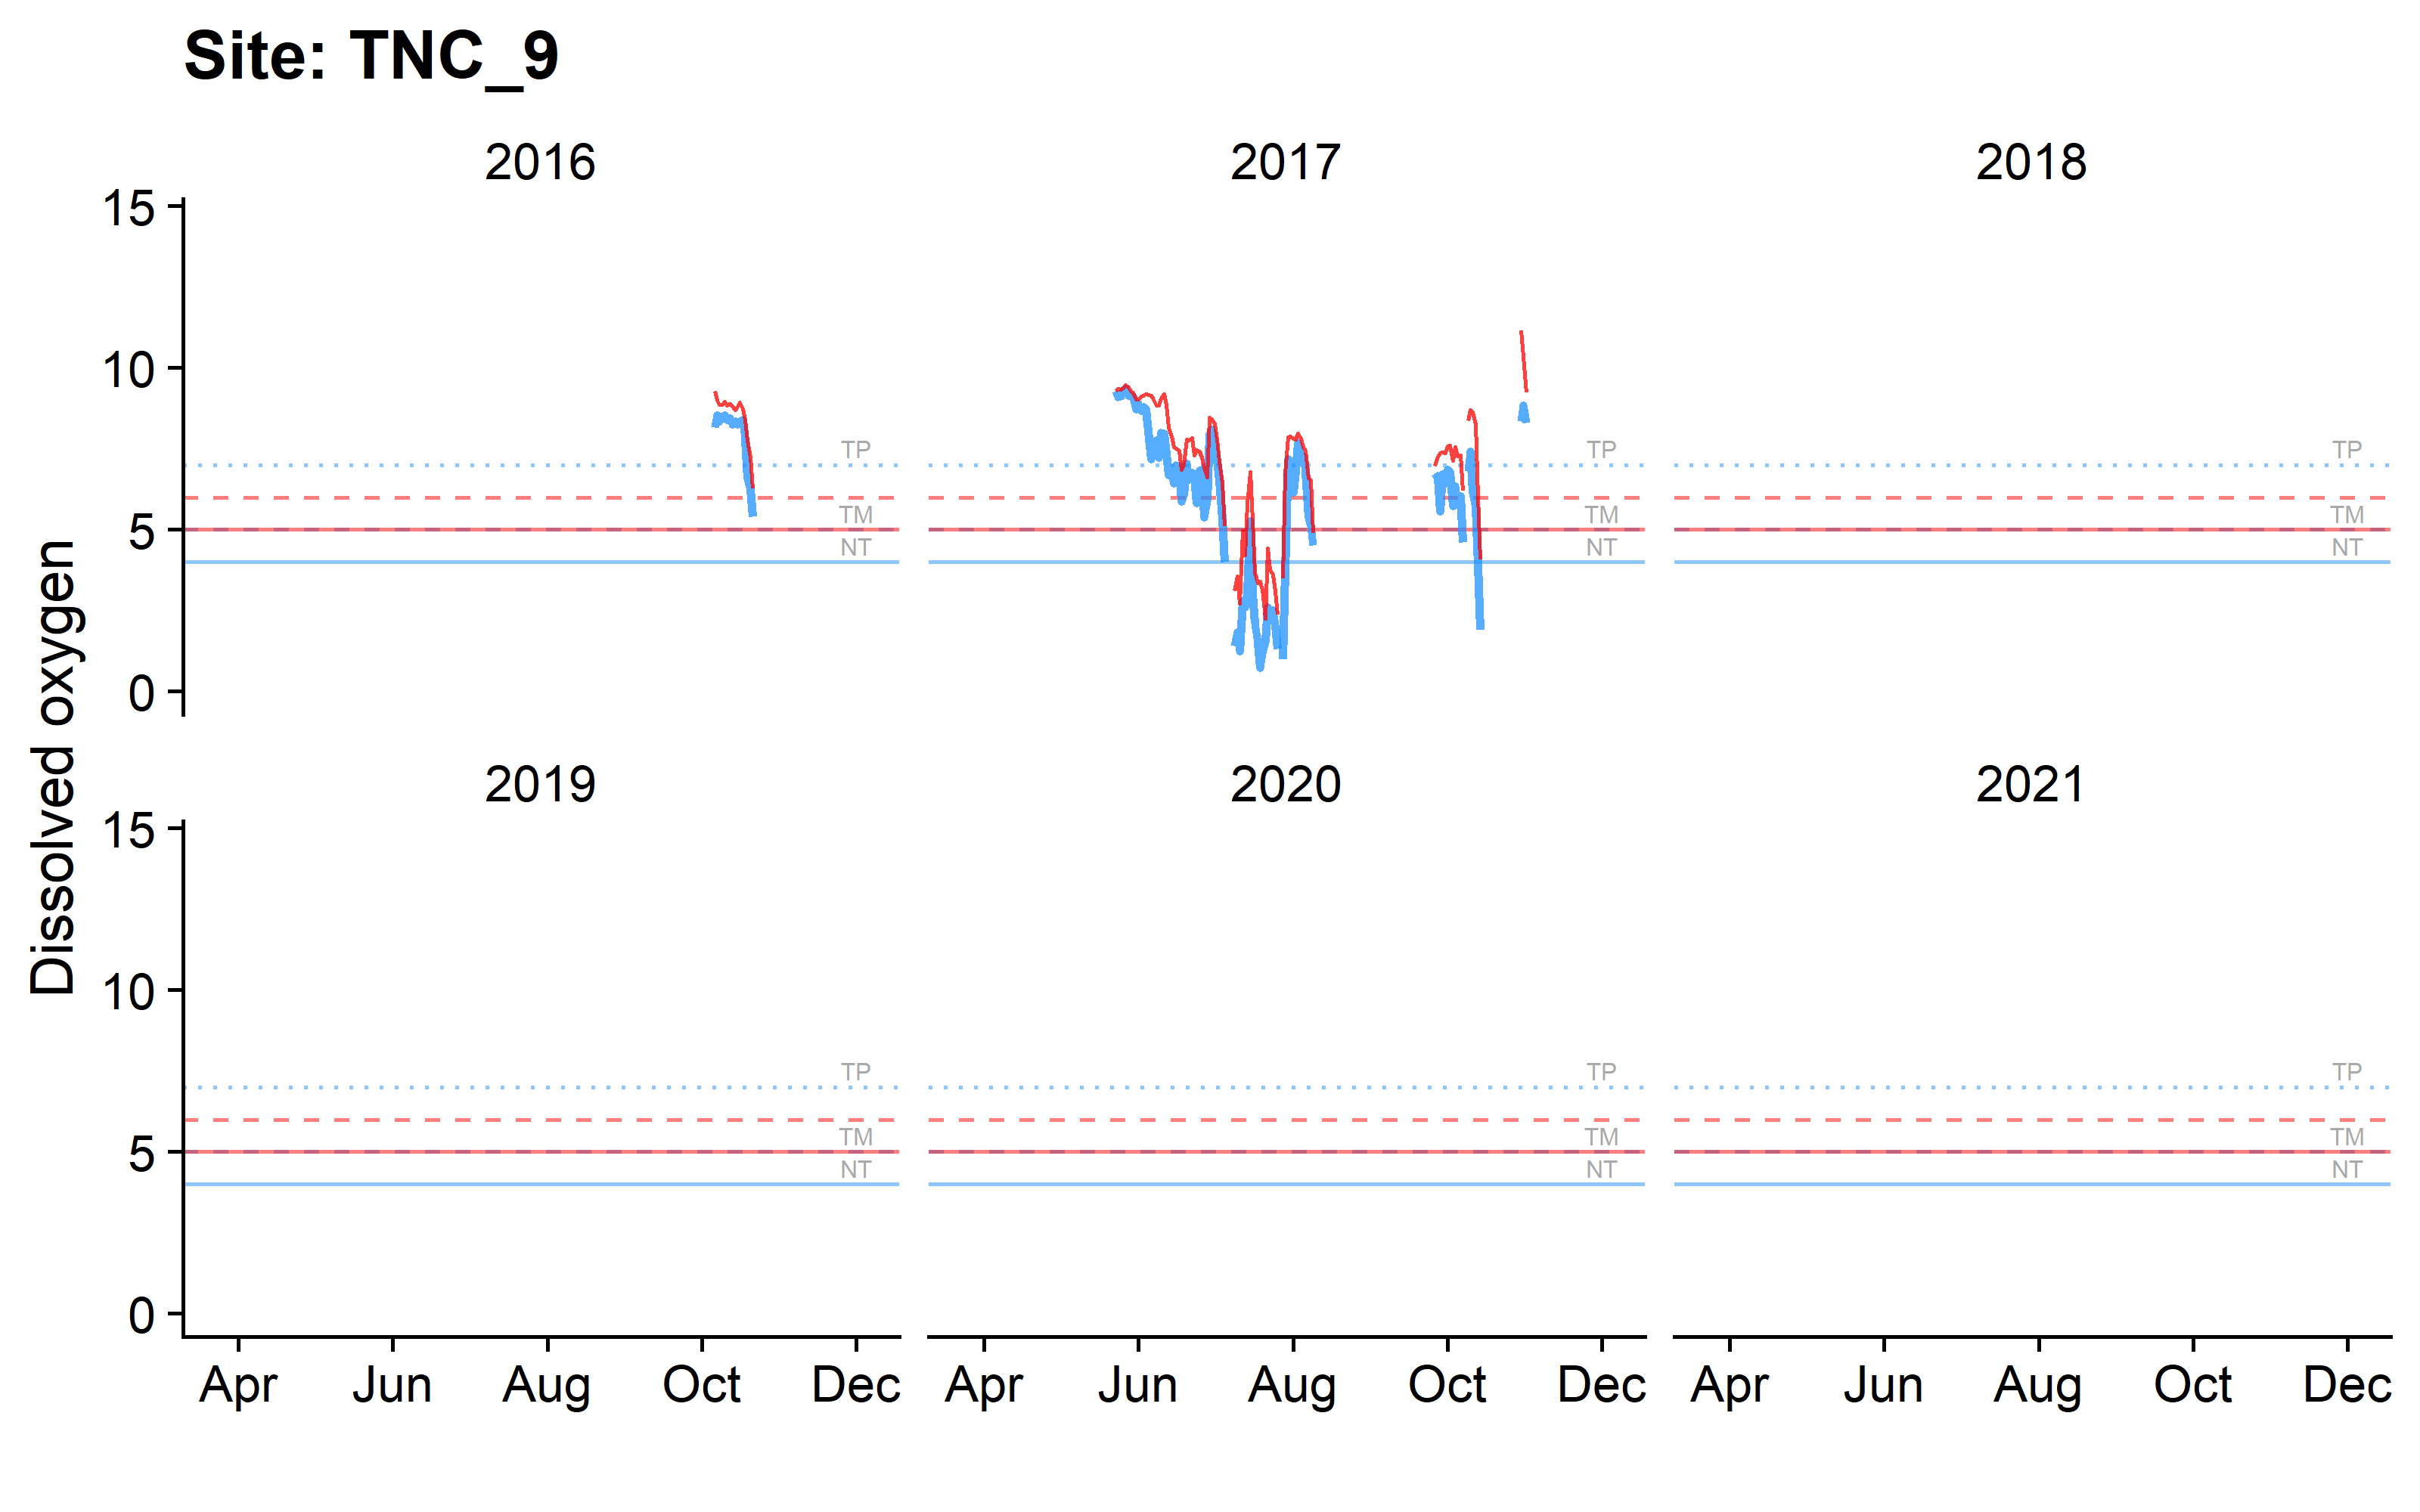 Site: TNC_9
2016 2017 2018
15
10
5
0
TP TP TP
TM TM TM
NT NT NT
Dissolved oxygen
2019 2020 2021
15
10
5
0
TP TP TP
TM TM TM
NT NT NT
Apr Jun Aug Oct Dec Apr Jun Aug Oct Dec Apr Jun Aug Oct Dec